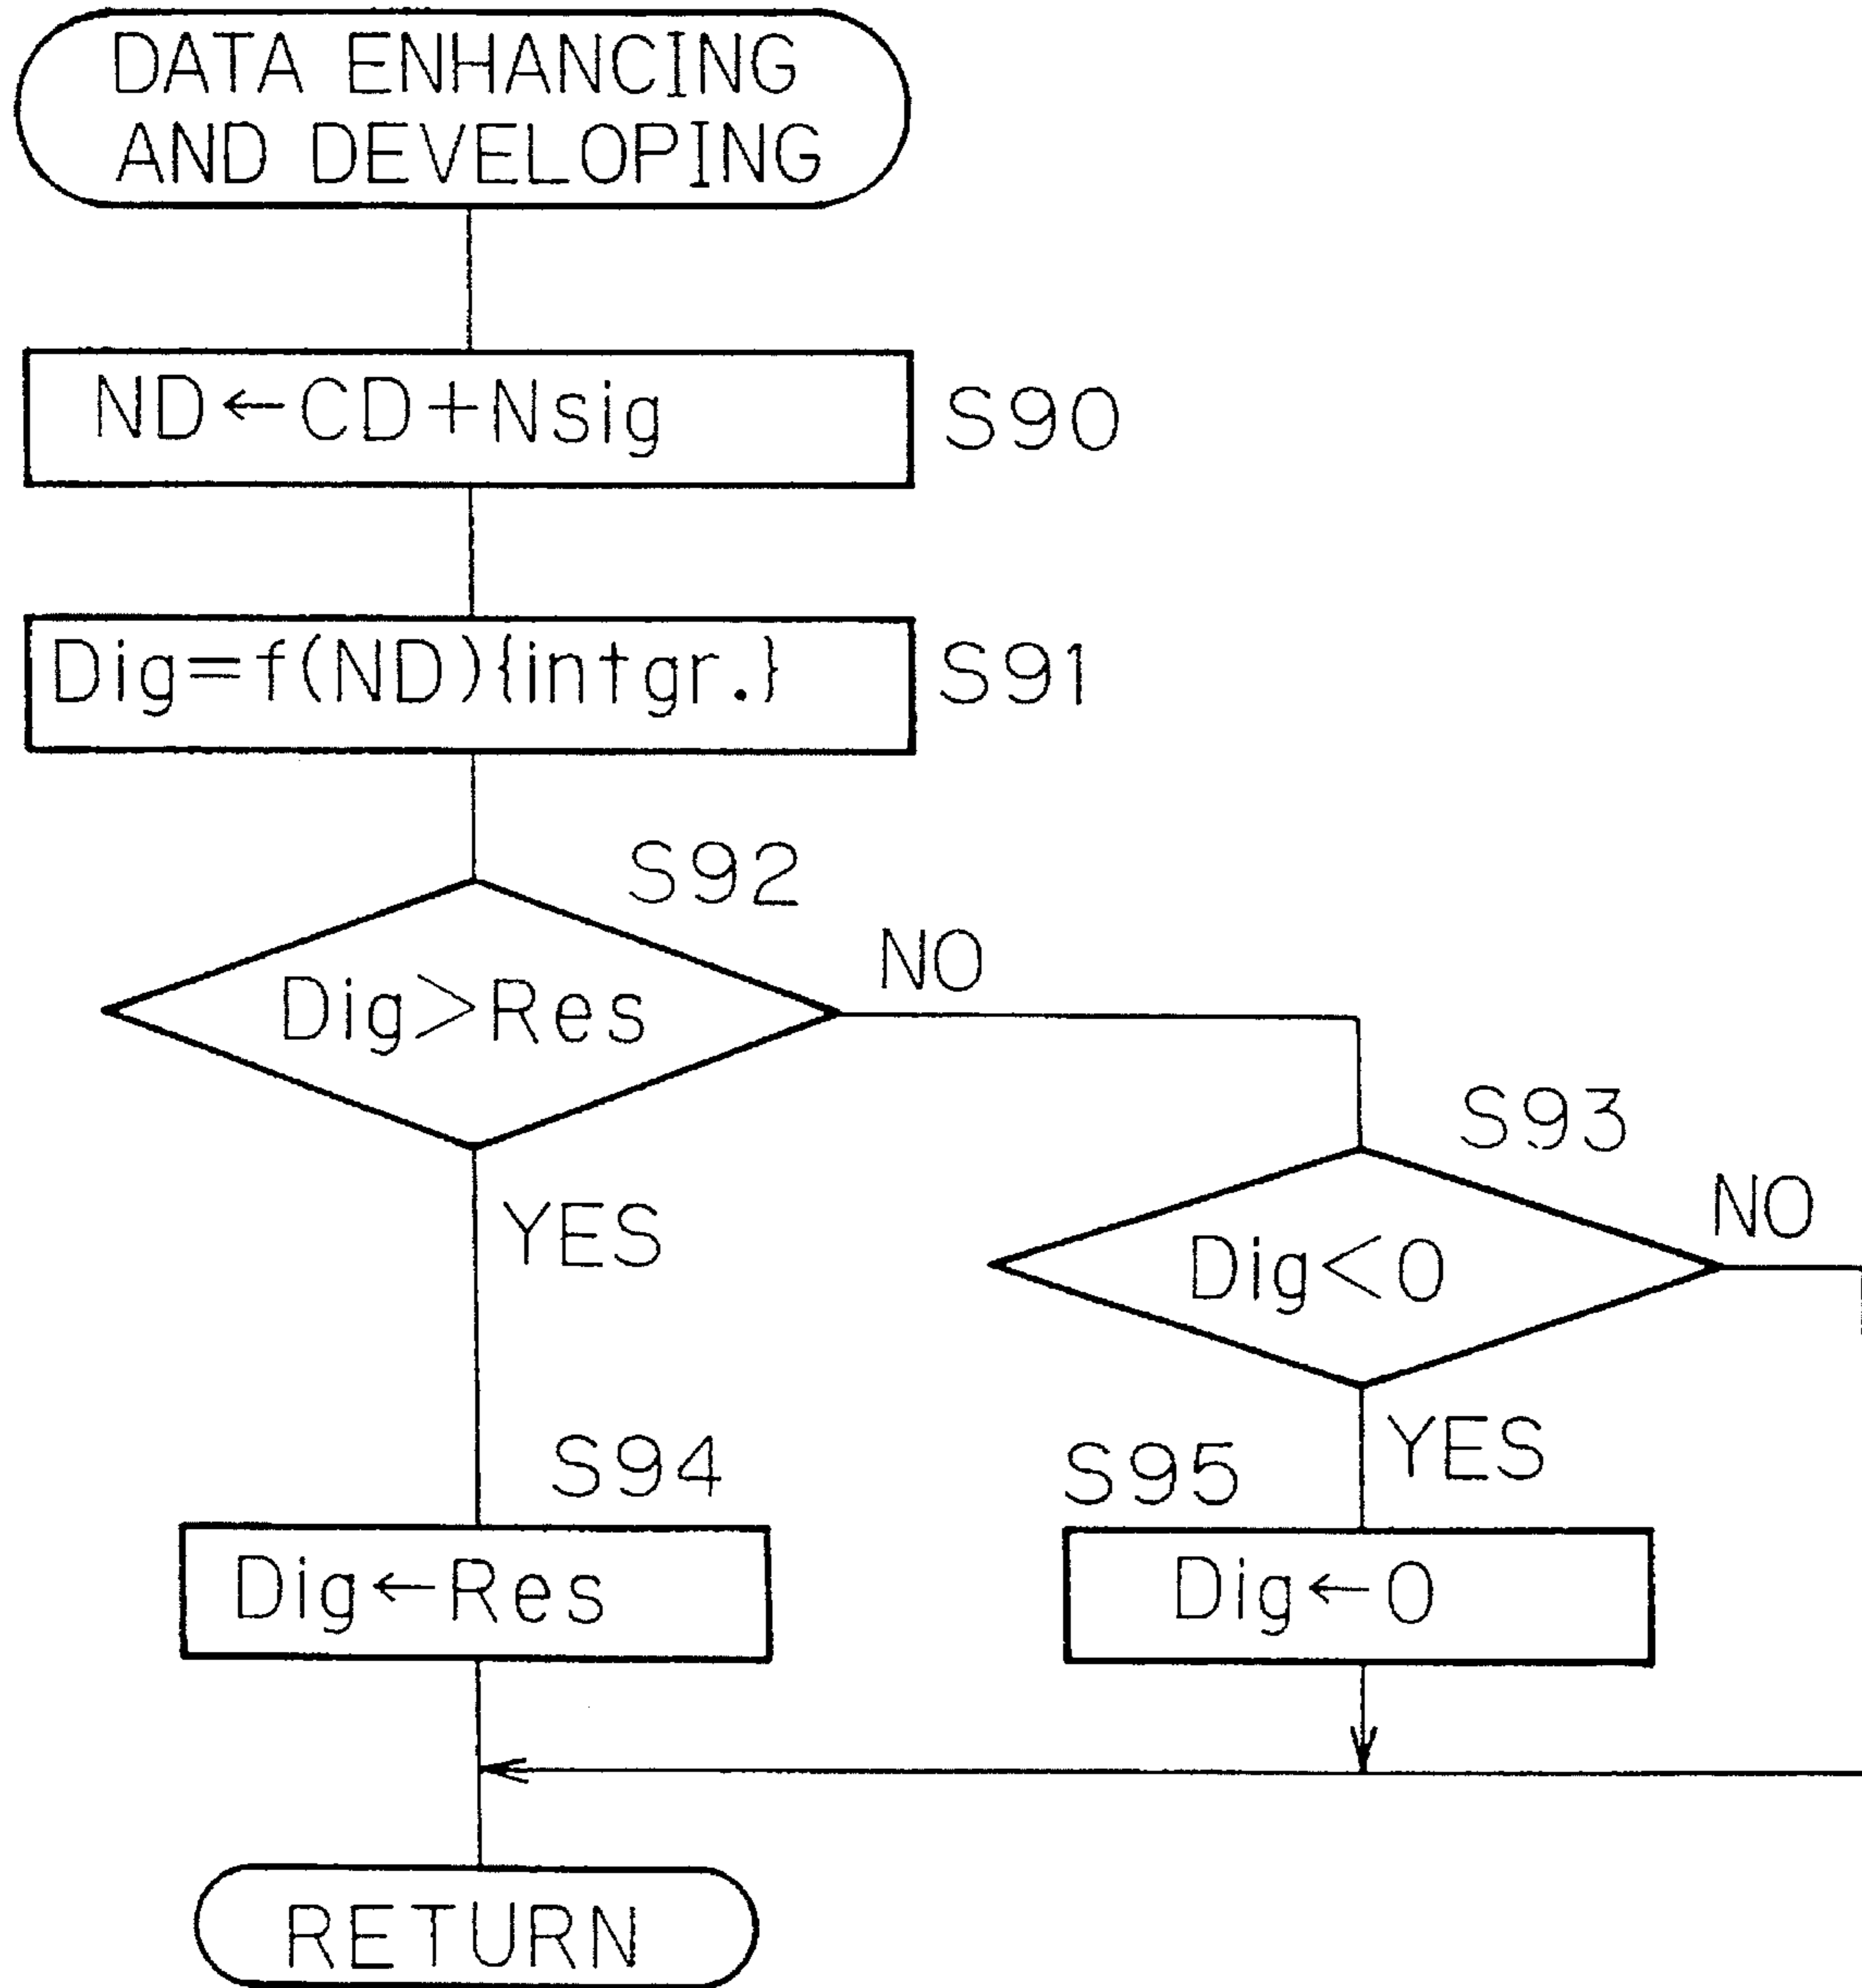 DATA ENHANCING
AND DEVELOPING
ND←CD+Nsig
S90
Dig=f(ND){intgr.}
S91
S92
Dig>Res
NO
YES
S93
Dig<0
NO
YES
S94
Dig←Res
S95
Dig←0
RETURN